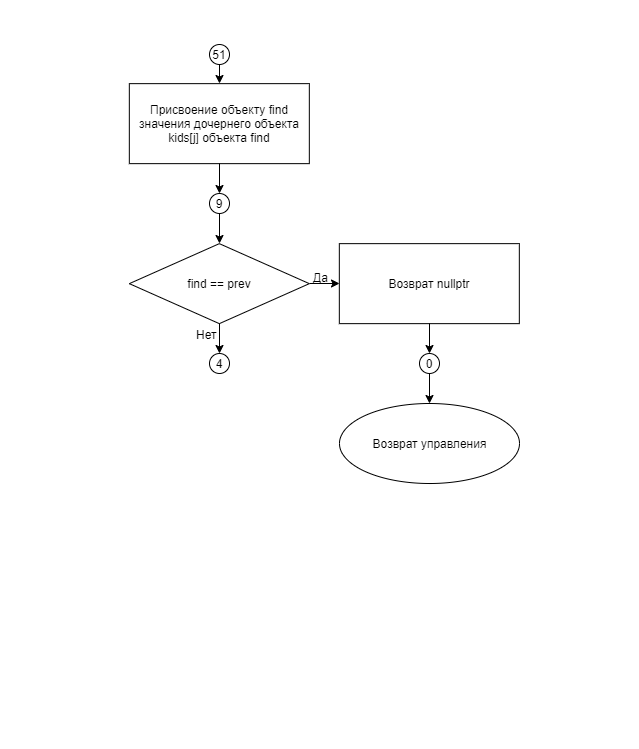 51
Присвоение объекту find
значения дочернего объекта
kids[j] объекта find
9
find == prev
Да
Возврат nullptr
Нет
4
0
Возврат управления